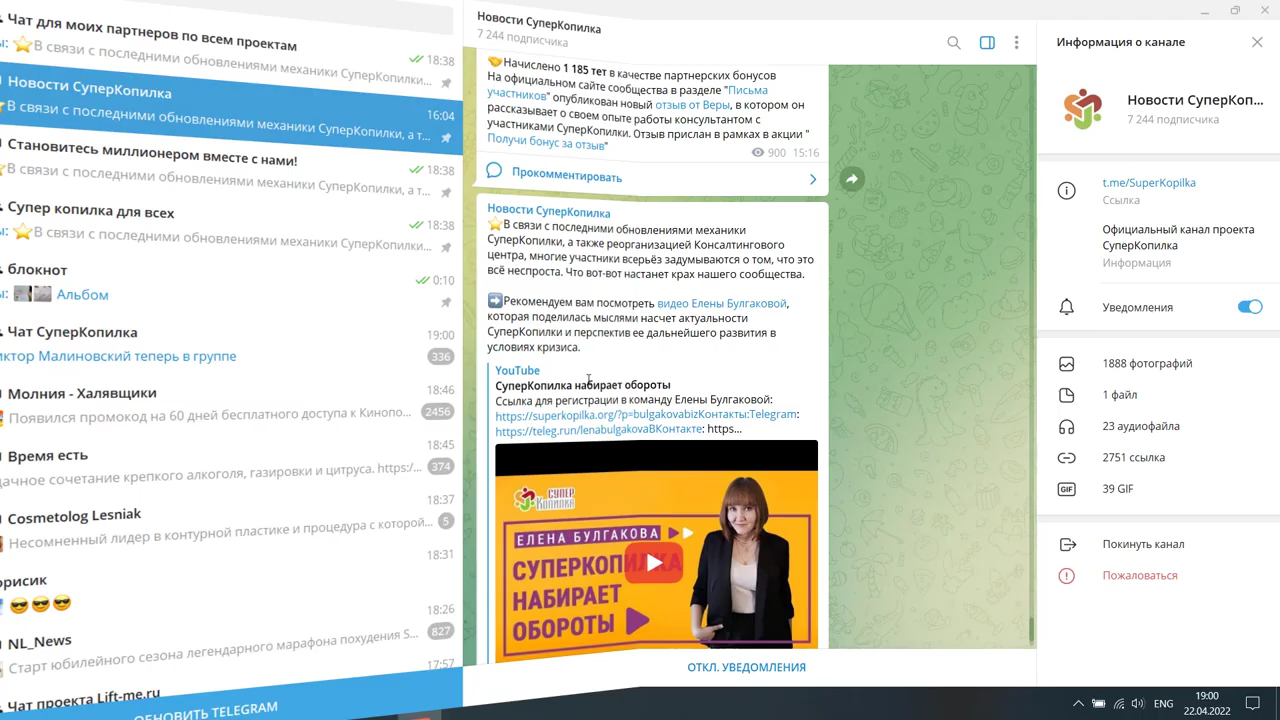 Чат для моих партнеров по всем проектам
ы: В связи с последними обновлениями механики СуперКопилки...
18:38
Новости СуперКопилка
В связи с последними обновлениями механики СуперКопилки, а т...
16:04
Становитесь миллионером вместе с нами!
В связи с последними обновлениями механики СуперКопилки, а т...
18:38
Супер копилка для всех
ы: В связи с последними обновлениями механики СуперКопилки...
18:38
блокнот
ы: Альбом
0:10
Чат СуперКопилка
иктор Малиновский теперь в группе
19:00
336
Молния - Халявщики
Появился промокод на 60 дней бесплатного доступа к Кинопо...
18:46
2456
Время есть
дачное сочетание крепкого алкоголя, газировки и цитруса. https:/...
18:45
374
Cosmetolog Lesniak
Несомненный лидер в контурной пластике и процедура с которой...
18:37
5
орисик
18:31
NL_News
Старт юбилейного сезона легендарного марафона похудения S...
18:26
827
Чат проекта Lift-me.ru
17:57
ОБНОВИТЬ TELEGRAM
Новости СуперКопилка
7 244 подписчика
Начислено 1 185 тет в качестве партнерских бонусов
На официальном сайте сообщества в разделе "Письма
участников" опубликован новый отзыв от Веры, в котором он
рассказывает о своем опыте работы консультантом с
участниками СуперКопилки. Отзыв прислан в рамках в акции "
Получи бонус за отзыв"
900 15:16
Прокомментировать
Новости СуперКопилка
В связи с последними обновлениями механики
СуперКопилки, а также реорганизацией Консалтингового
центра, многие участники всерьёз задумываются о том, что это
всё неспроста. Что вот-вот настанет крах нашего сообщества.
Рекомендуем вам посмотреть видео Елены Булгаковой,
которая поделилась мыслями насчет актуальности
СуперКопилки и перспектив ее дальнейшего развития в
условиях кризиса.
YouTube
СуперКопилка набирает обороты
Ссылка для регистрации в команду Елены Булгаковой:
https://superkopilka.org/?p=bulgakovabizКонтакты:Telegram:
https://teleg.run/lenabulgakovaВКонтакте: https...
СУПЕР
КОПИЛКА
ЕЛЕНА БУЛГАКОВА
СУПЕРКОПИЛКА
НАБИРАЕТ
ОБОРОТЫ
ОТКЛ. УВЕДОМЛЕНИЯ
Информация о канале
Новости СуперКоп...
7 244 подписчика
t.me/SuperKopilka
Ссылка
Официальный канал проекта
СуперКопилка
Информация
Уведомления
1888 фотографий
1 файл
23 аудиофайла
2751 ссылка
GIF 39 GIF
Покинуть канал
Пожаловаться
ENG
19:00
22.04.2022